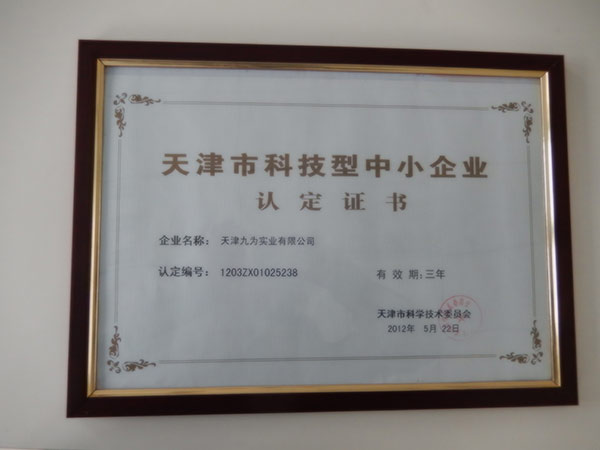 天津市科技型中小企业
认定证书
企业名称: 天津九为实业有限公司
认定编号: 1203ZX01025238 有效期:三年
天津市科学技术委员会
2012年 5月 22日